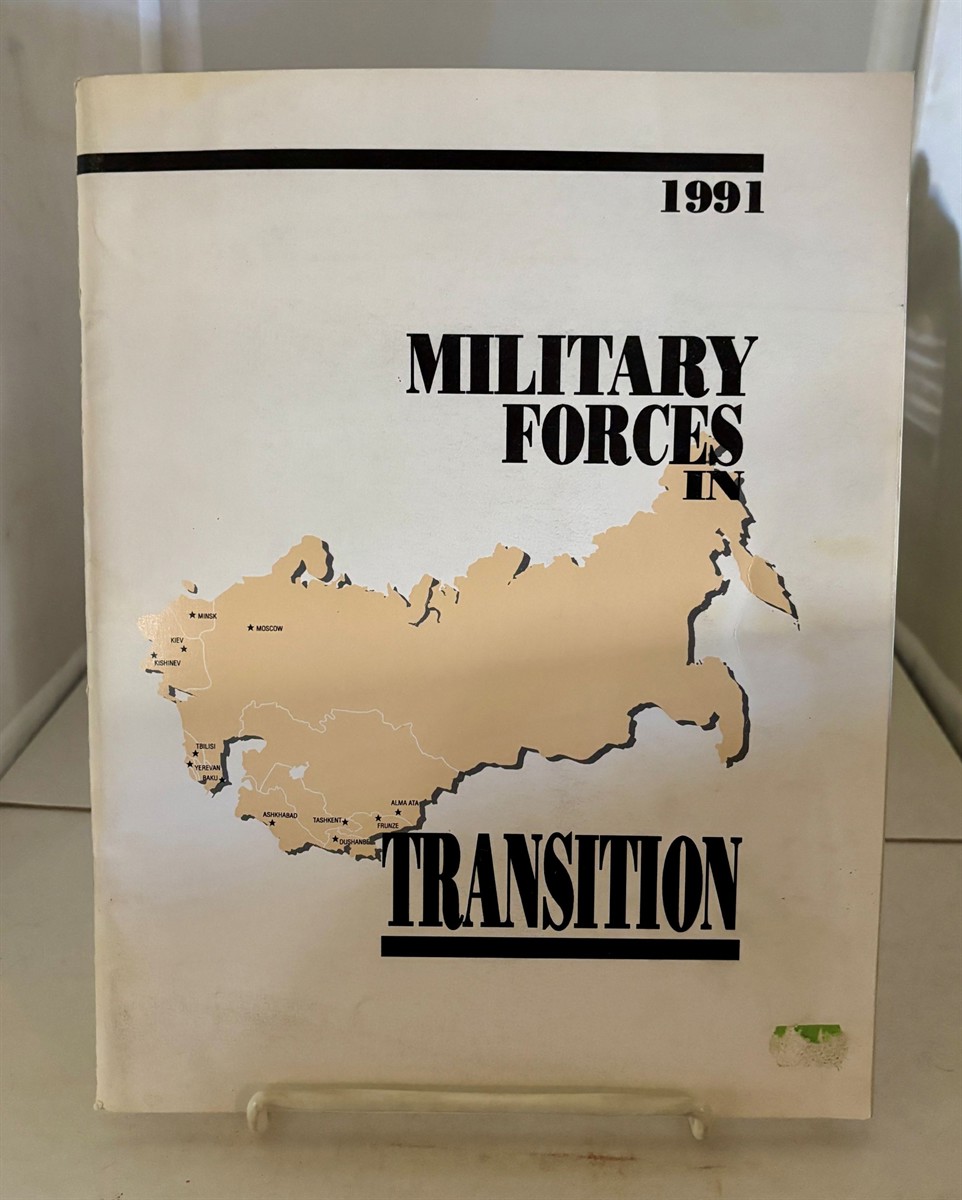 1991
MILITARY
FORCES
IN
MINSK
MOSCOW
KIEV
KISHINEV
TBILISI
YEREVAN
BAKU
ALMA ATA
ASHKHABAD
TASHKENT
FRUNZE
DUSHANBE
TRANSITION